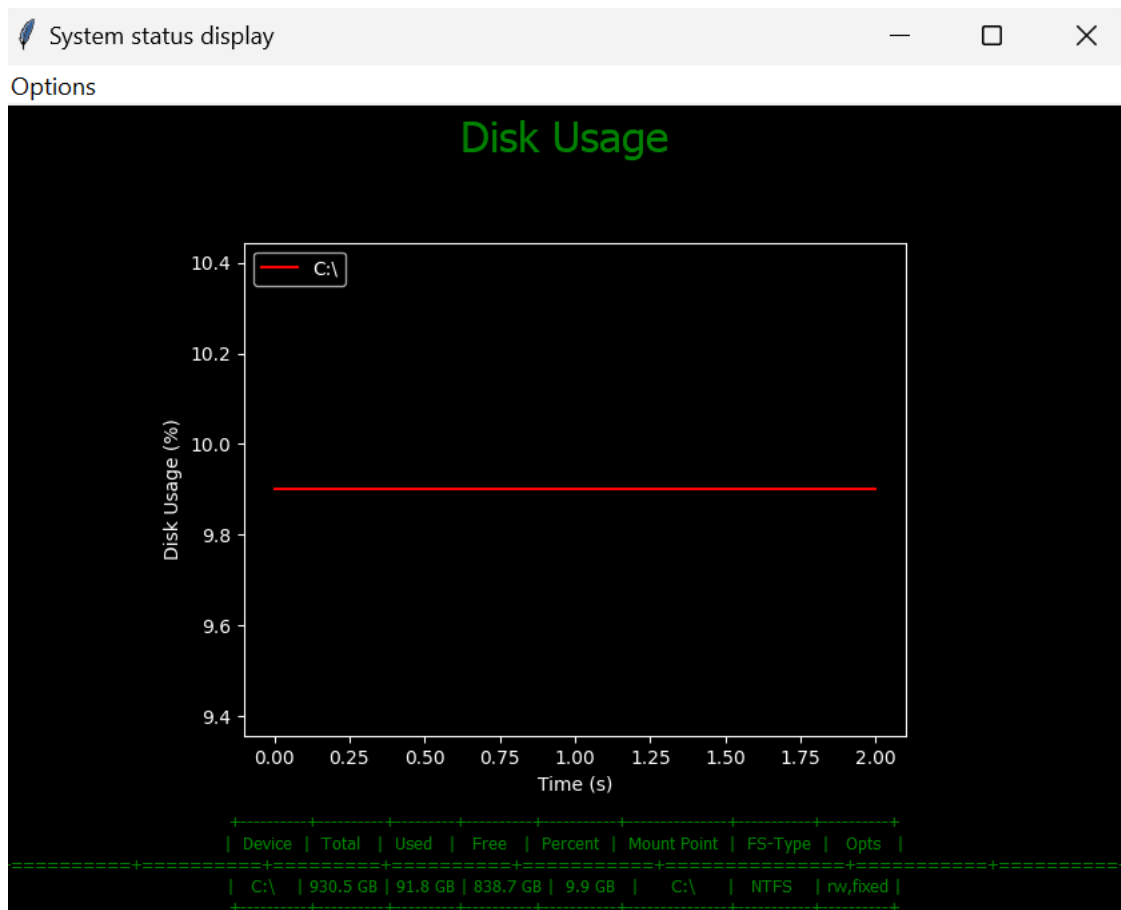 System status display
Options
Disk Usage
C:\
10.4
10.2
10.0
9.8
9.6
9.4
Disk Usage (%)
0.00 0.25 0.50 0.75 1.00 1.25 1.50 1.75 2.00
Time (s)
| Device | Total | Used | Free | Percent | Mount Point | FS-Type | Opts |
| C:\ | 930.5 GB | 91.8 GB | 838.7 GB | 9.9 GB | C:\ | NTFS | rw,fixed |